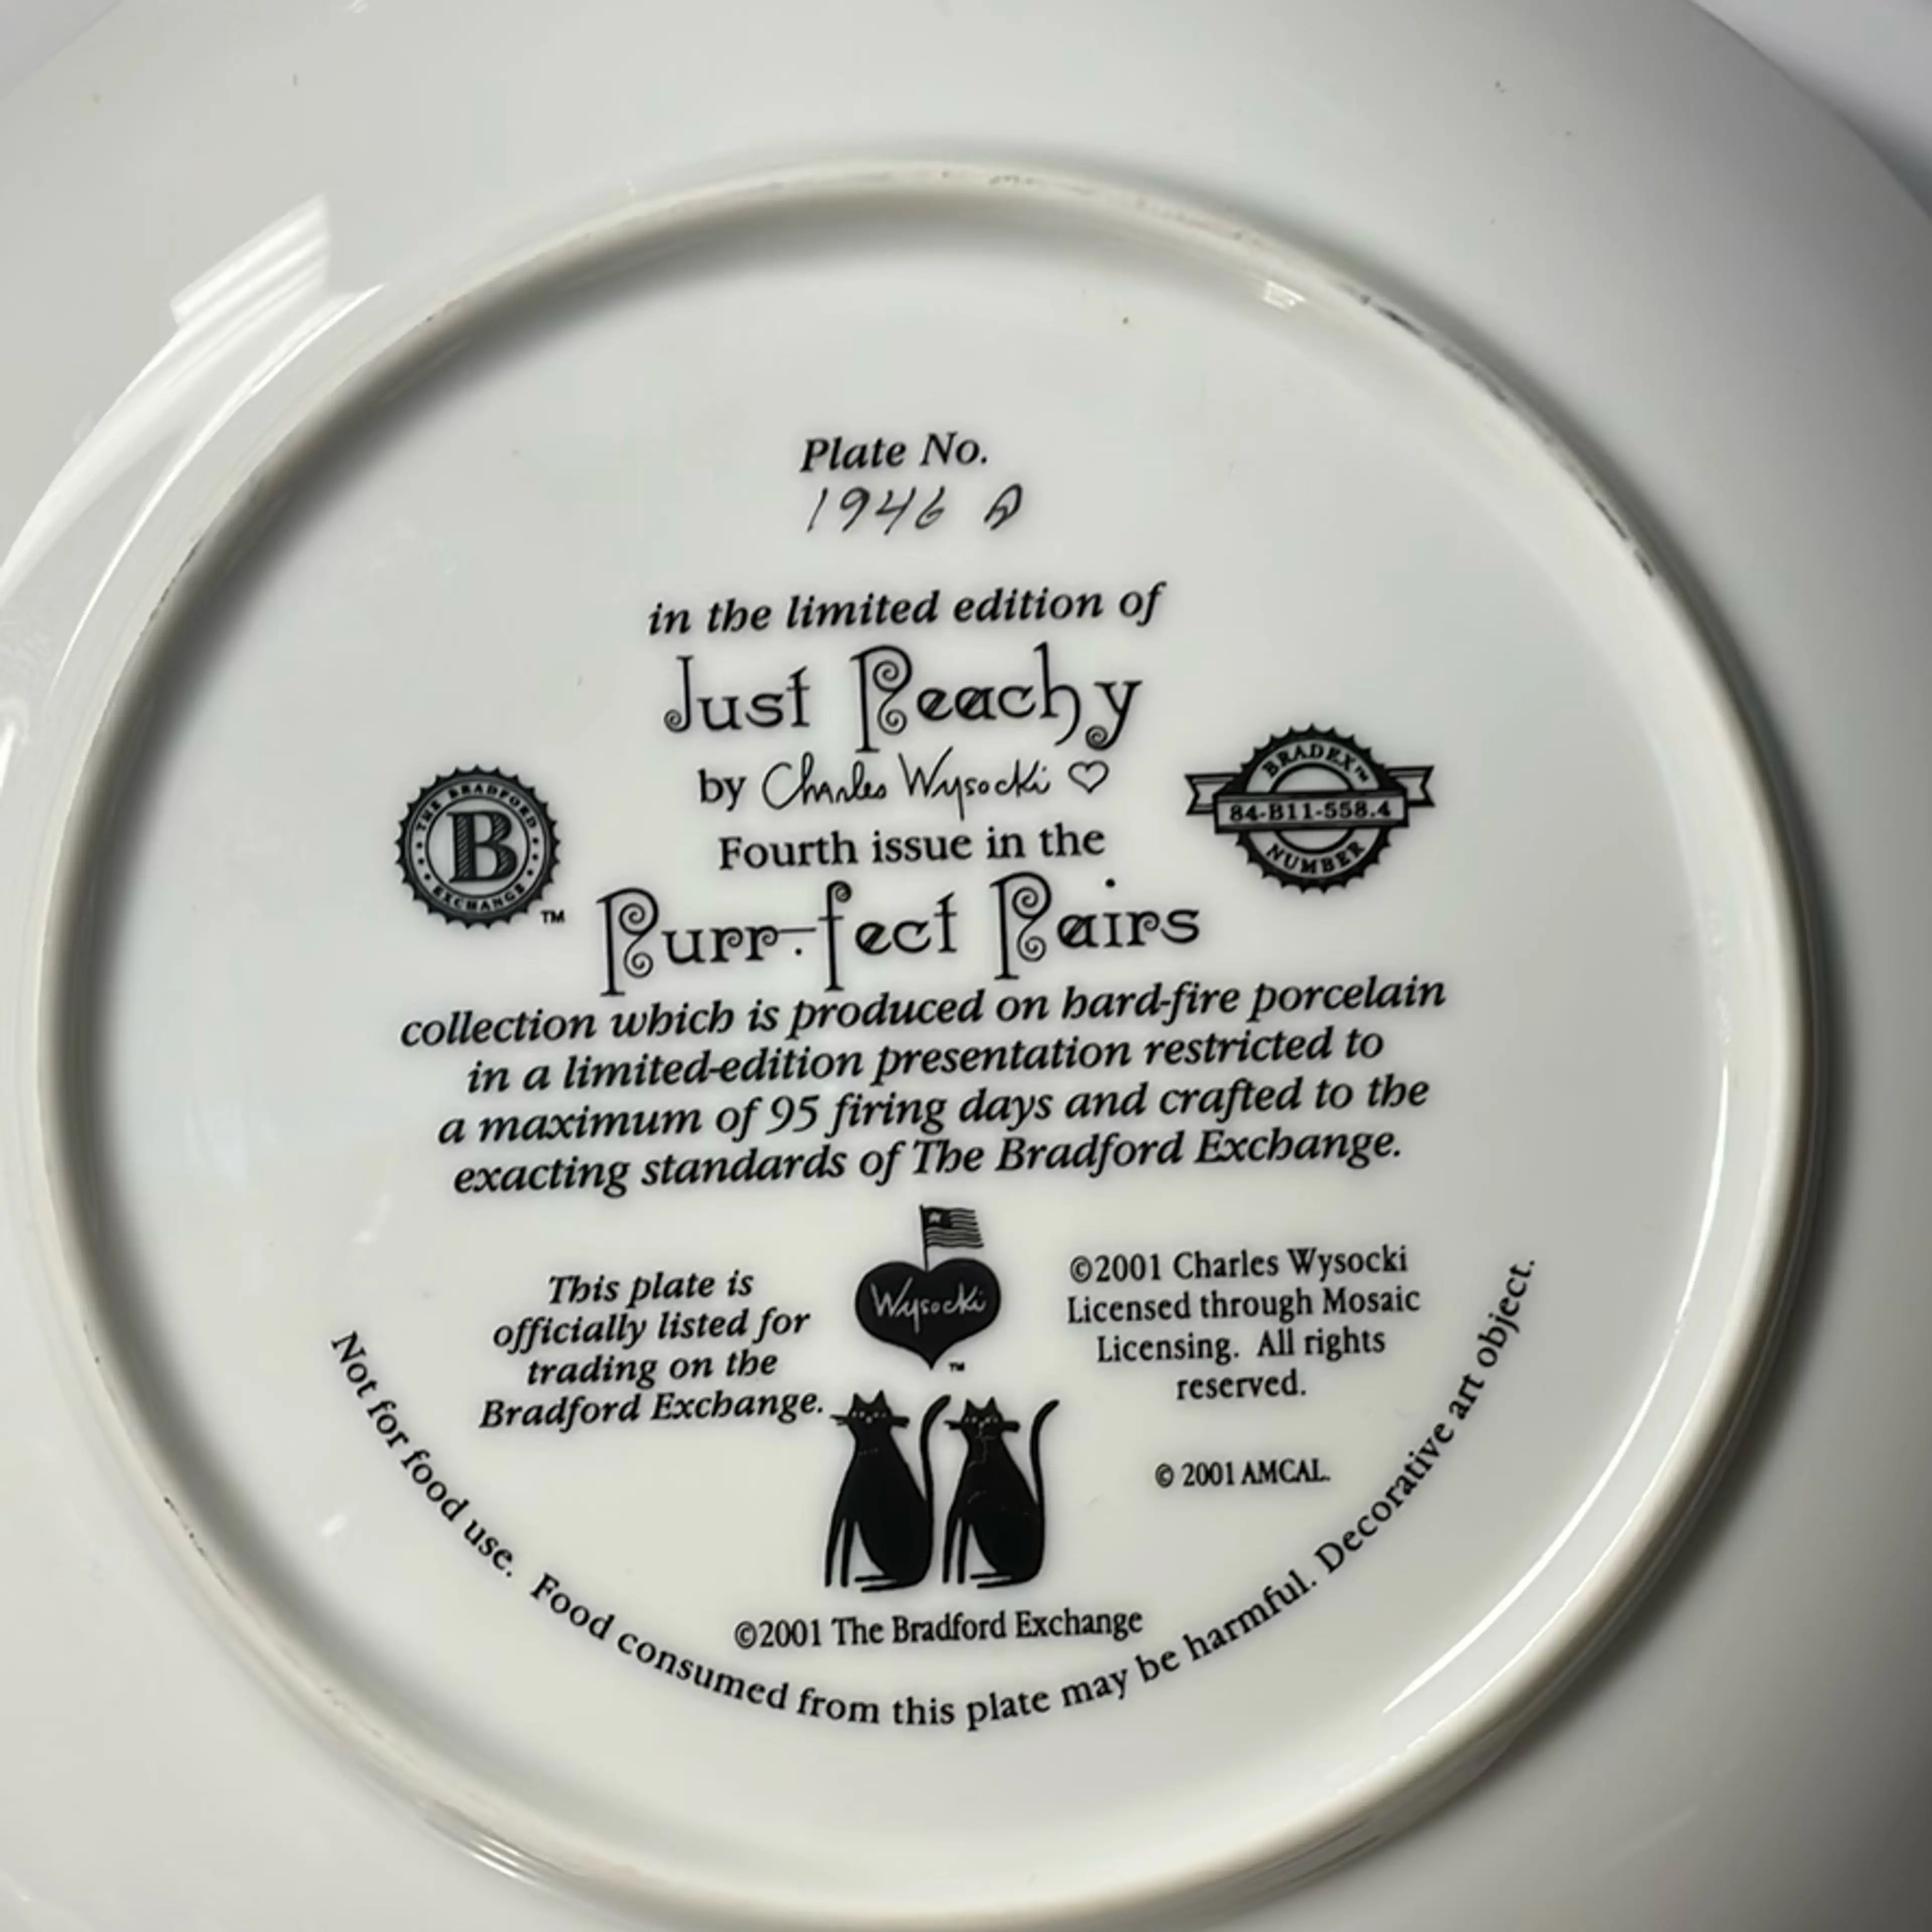 Plate No.
1946 A
in the limited edition of
Just Peachy
by Charles Wysocki ♡
Fourth issue in the
Purr-fect Pairs
collection which is produced on hard-fire porcelain
in a limited-edition presentation restricted to
a maximum of 95 firing days and crafted to the
exacting standards of The Bradford Exchange.
THE BRADFORD
B
EXCHANGE
™
BRADEX™
84-B11-558.4
NUMBER
This plate is
officially listed for
trading on the
Bradford Exchange.
Wysocki
™
©2001 Charles Wysocki
Licensed through Mosaic
Licensing. All rights
reserved.
© 2001 AMCAL.
©2001 The Bradford Exchange
Not for food use. Food consumed from this plate may be harmful. Decorative art object.